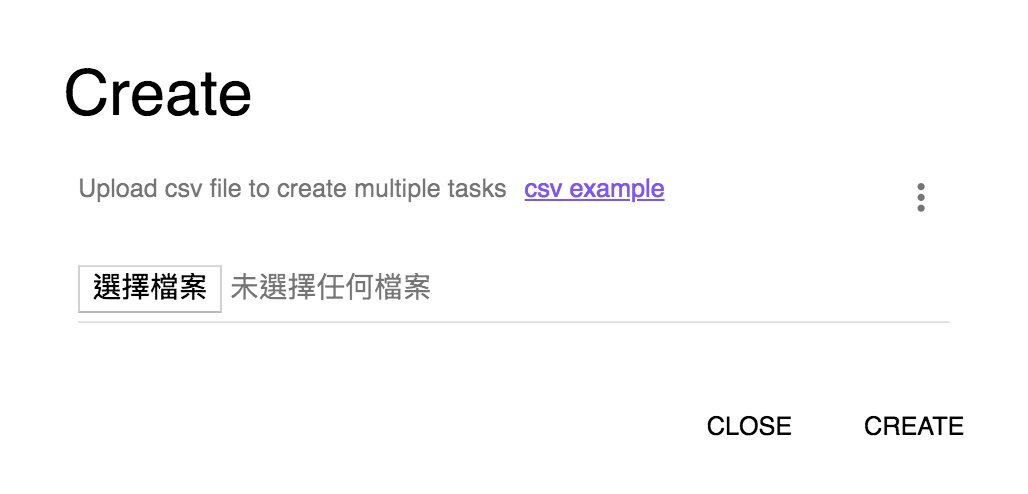 Create
Upload csv file to create multiple tasks csv example
選擇檔案 未選擇任何檔案
CLOSE CREATE